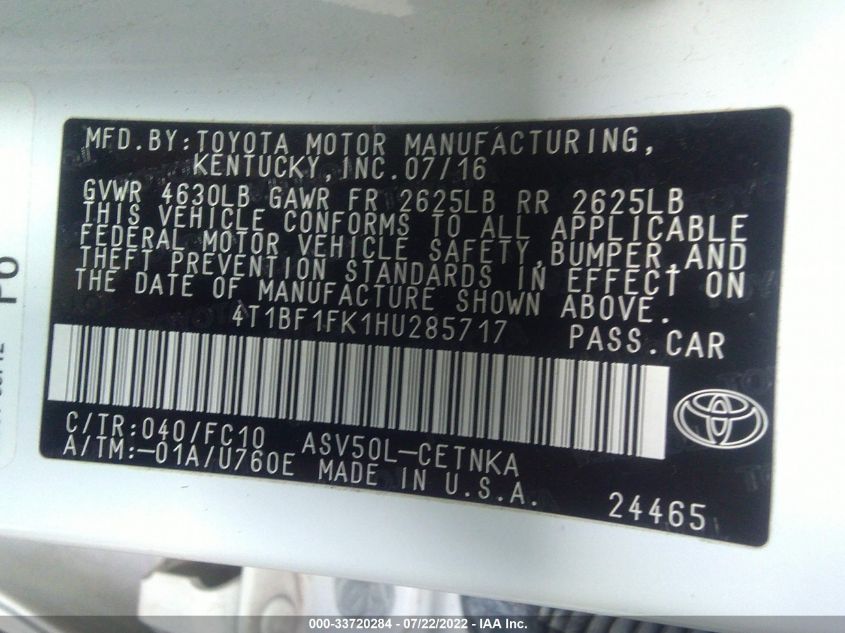 MFD.BY:TOYOTA MOTOR MANUFACTURING,
KENTUCKY,INC.07/16
GVWR 4630LB GAWR FR 2625LB RR 2625LB
THIS VEHICLE CONFORMS TO ALL APPLICABLE
FEDERAL MOTOR VEHICLE SAFETY,BUMPER,AND
THEFT PREVENTION STANDARDS IN EFFECT ON
THE DATE OF MANUFACTURE SHOWN ABOVE.
4T1BF1FK1HU285717 PASS.CAR
C/TR:040/FC10 ASV50L-CETNKA
A/TM:-01A/U760E MADE IN U.S.A.
24465
000-33720284 - 07/22/2022 - IAA Inc.